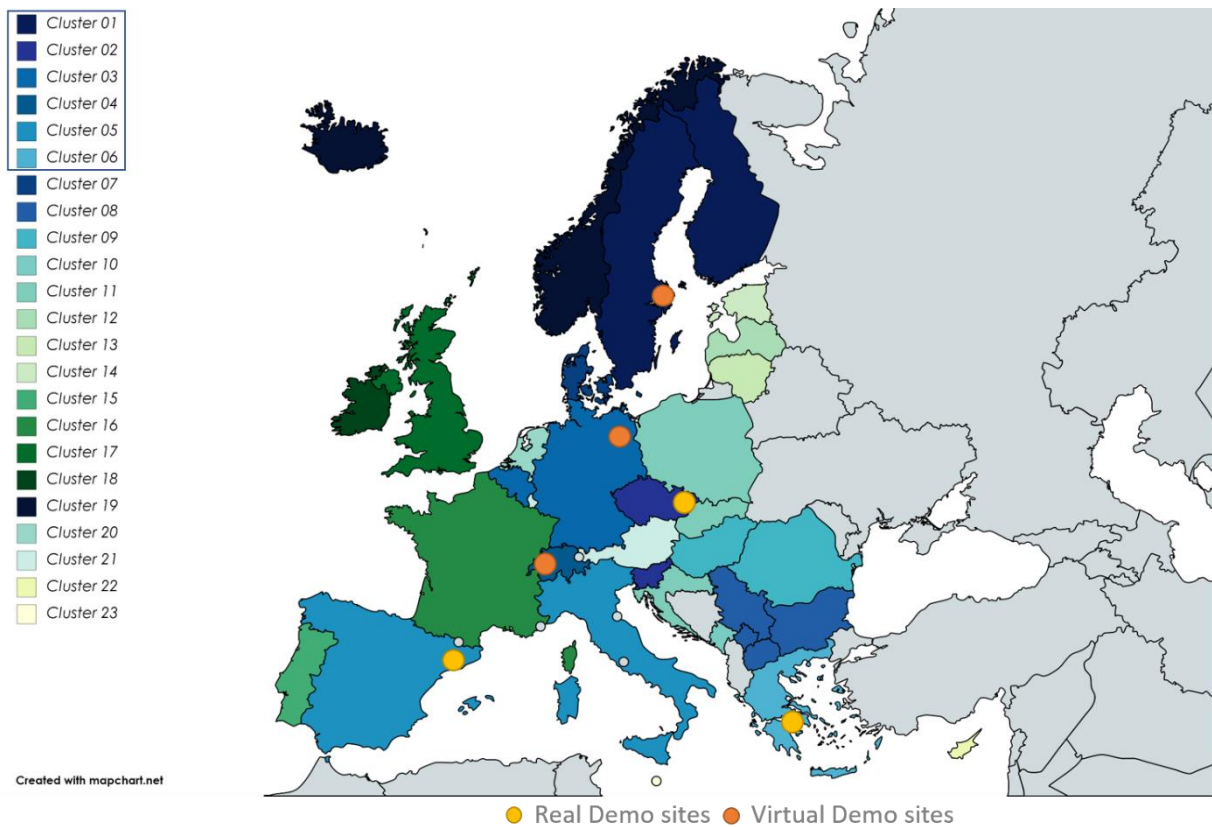 Cluster 01
Cluster 02
Cluster 03
Cluster 04
Cluster 05
Cluster 06
Cluster 07
Cluster 08
Cluster 09
Cluster 10
Cluster 11
Cluster 12
Cluster 13
Cluster 14
Cluster 15
Cluster 16
Cluster 17
Cluster 18
Cluster 19
Cluster 20
Cluster 21
Cluster 22
Cluster 23
Created with mapchart.net
Real Demo sites Virtual Demo sites